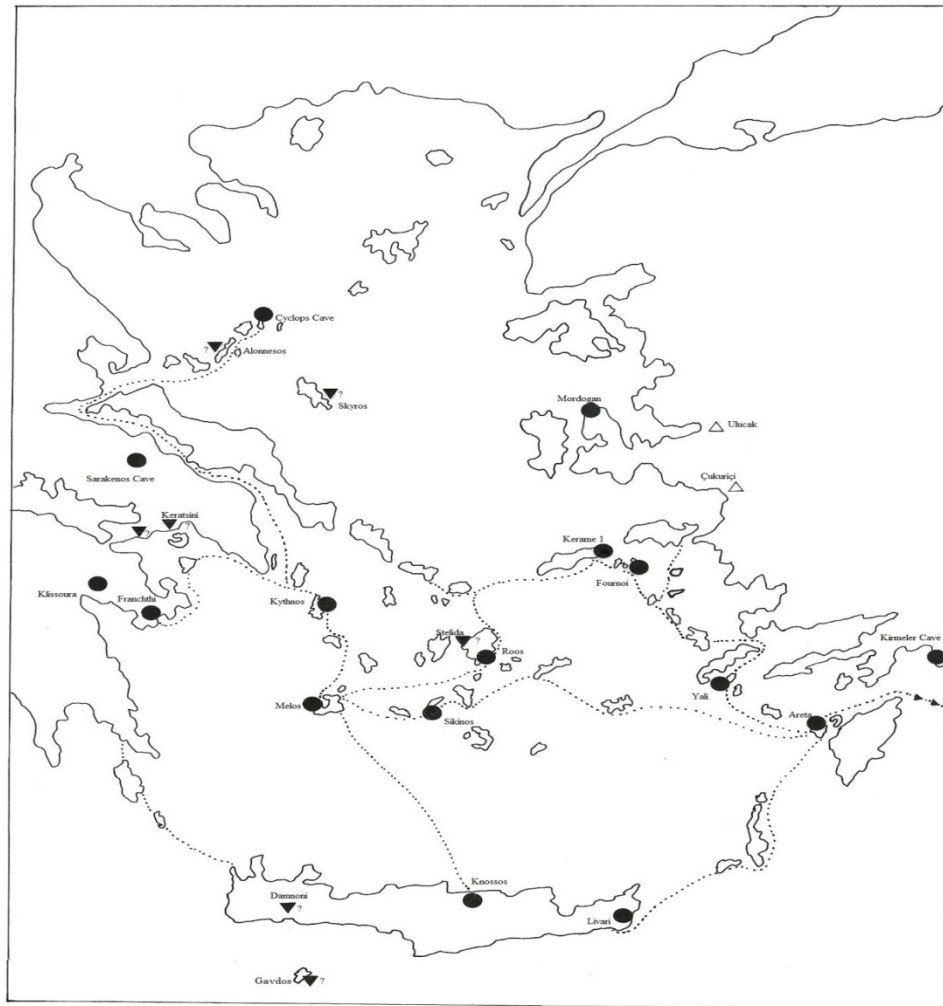 Cyclops Cave
?
Alonnesos
?
Skyros
Mordogan
Ulucak
Sarakenos Cave
Çukuriçi
Keratsini
?
?
Kerame 1
Klissoura
Franchthi
Fournoi
Kythnos
Stelida
?
Roos
Kirmeler Cave
Yali
Melos
Sikinos
Areta
Knossos
Damnoni
?
Livari
Gavdos
?